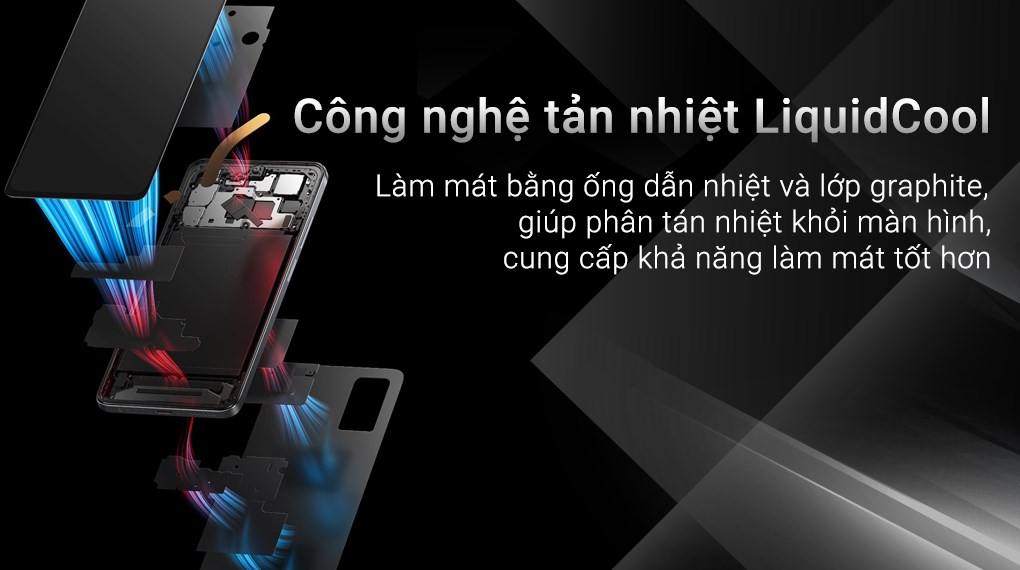 Công nghệ tản nhiệt LiquidCool
Làm mát bằng ống dẫn nhiệt và lớp graphite,
giúp phân tán nhiệt khỏi màn hình,
cung cấp khả năng làm mát tốt hơn